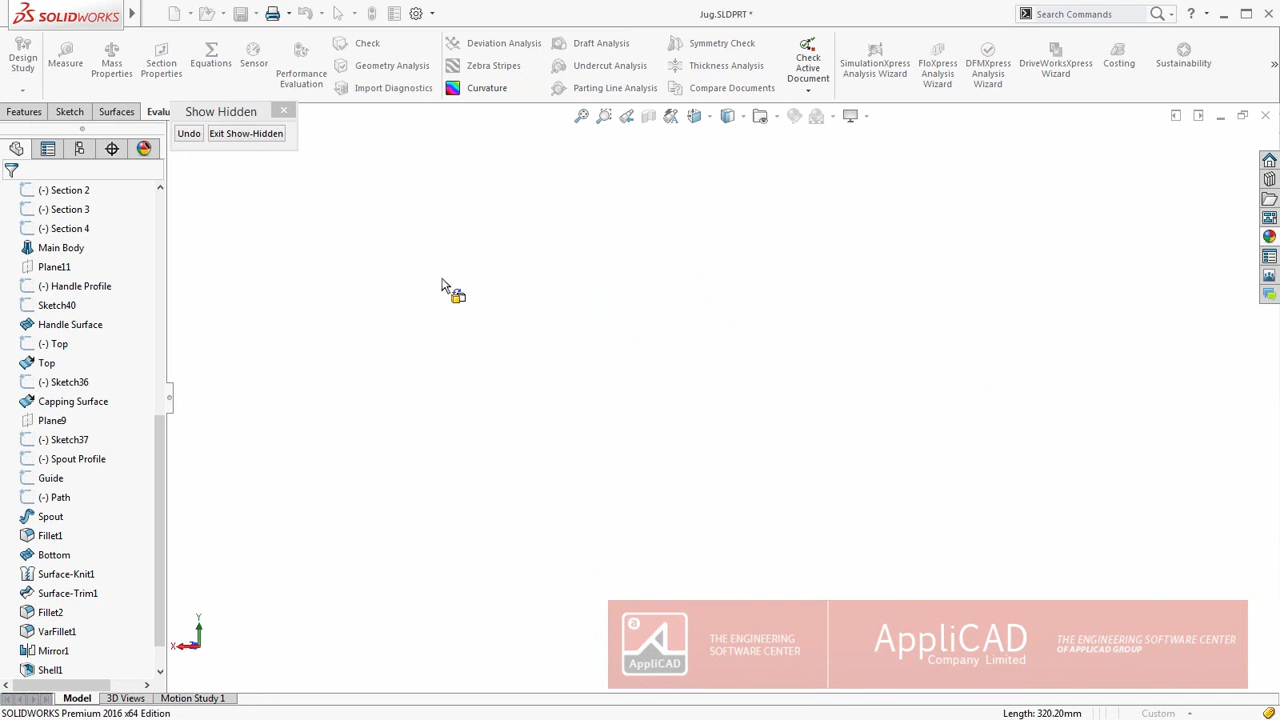 SOLIDWORKS
Jug.SLDPRT *
Search Commands
?
Design Study
Measure
Mass Properties
Section Properties
Equations
Sensor
Performance Evaluation
Check
Geometry Analysis
Import Diagnostics
Deviation Analysis
Zebra Stripes
Curvature
Draft Analysis
Undercut Analysis
Parting Line Analysis
Symmetry Check
Thickness Analysis
Compare Documents
Check Active Document
SimulationXpress Analysis Wizard
FloXpress Analysis Wizard
DFMXpress Analysis Wizard
DriveWorksXpress Wizard
Costing
Sustainability
Features
Sketch
Surfaces
Evalu
Show Hidden
Undo
Exit Show-Hidden
(-) Section 2
(-) Section 3
(-) Section 4
Main Body
Plane11
(-) Handle Profile
Sketch40
Handle Surface
(-) Top
Top
(-) Sketch36
Capping Surface
Plane9
(-) Sketch37
(-) Spout Profile
Guide
(-) Path
Spout
Fillet1
Bottom
Surface-Knit1
Surface-Trim1
Fillet2
VarFillet1
Mirror1
Shell1
Y
X
a
AppliCAD
THE ENGINEERING
SOFTWARE CENTER
AppliCAD
Company Limited
THE ENGINEERING SOFTWARE CENTER
OF APPLICAD GROUP
Model
3D Views
Motion Study 1
SOLIDWORKS Premium 2016 x64 Edition
Length: 320.20mm
Custom